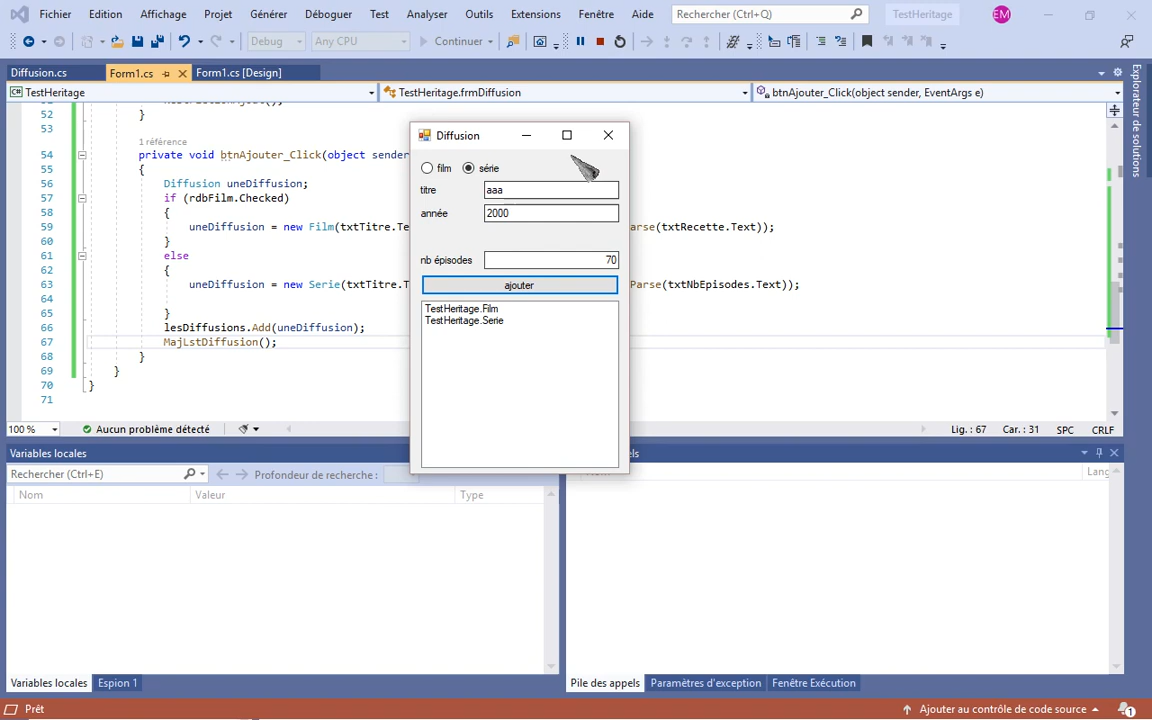 Fichier Edition Affichage Projet Générer Déboguer Test Analyser Outils Extensions Fenêtre Aide Rechercher (Ctrl+Q) TestHeritage EM
Debug Any CPU Continuer
Diffusion.cs Form1.cs Form1.cs [Design]
TestHeritage TestHeritage.frmDiffusion btnAjouter_Click(object sender, EventArgs e)
52 }
53
1 référence
54 private void btnAjouter_Click(object sender
55 {
56 Diffusion uneDiffusion;
57 if (rdbFilm.Checked)
58 {
59 uneDiffusion = new Film(txtTitre.Te arse(txtRecette.Text));
60 }
61 else
62 {
63 uneDiffusion = new Serie(txtTitre.T Parse(txtNbEpisodes.Text));
64
65 }
66 lesDiffusions.Add(uneDiffusion);
67 MajLstDiffusion();
68 }
69 }
70 }
71
Diffusion
film série
titre aaa
année 2000
nb épisodes 70
ajouter
TestHeritage.Film
TestHeritage.Serie
100 % Aucun problème détecté Lig. : 67 Car. : 31 SPC CRLF
Variables locales
Rechercher (Ctrl+E) Profondeur de recherche :
Nom Valeur Type
Lang
Variables locales Espion 1
Pile des appels Paramètres d'exception Fenêtre Exécution
Explorateur de solutions
Prêt Ajouter au contrôle de code source 1